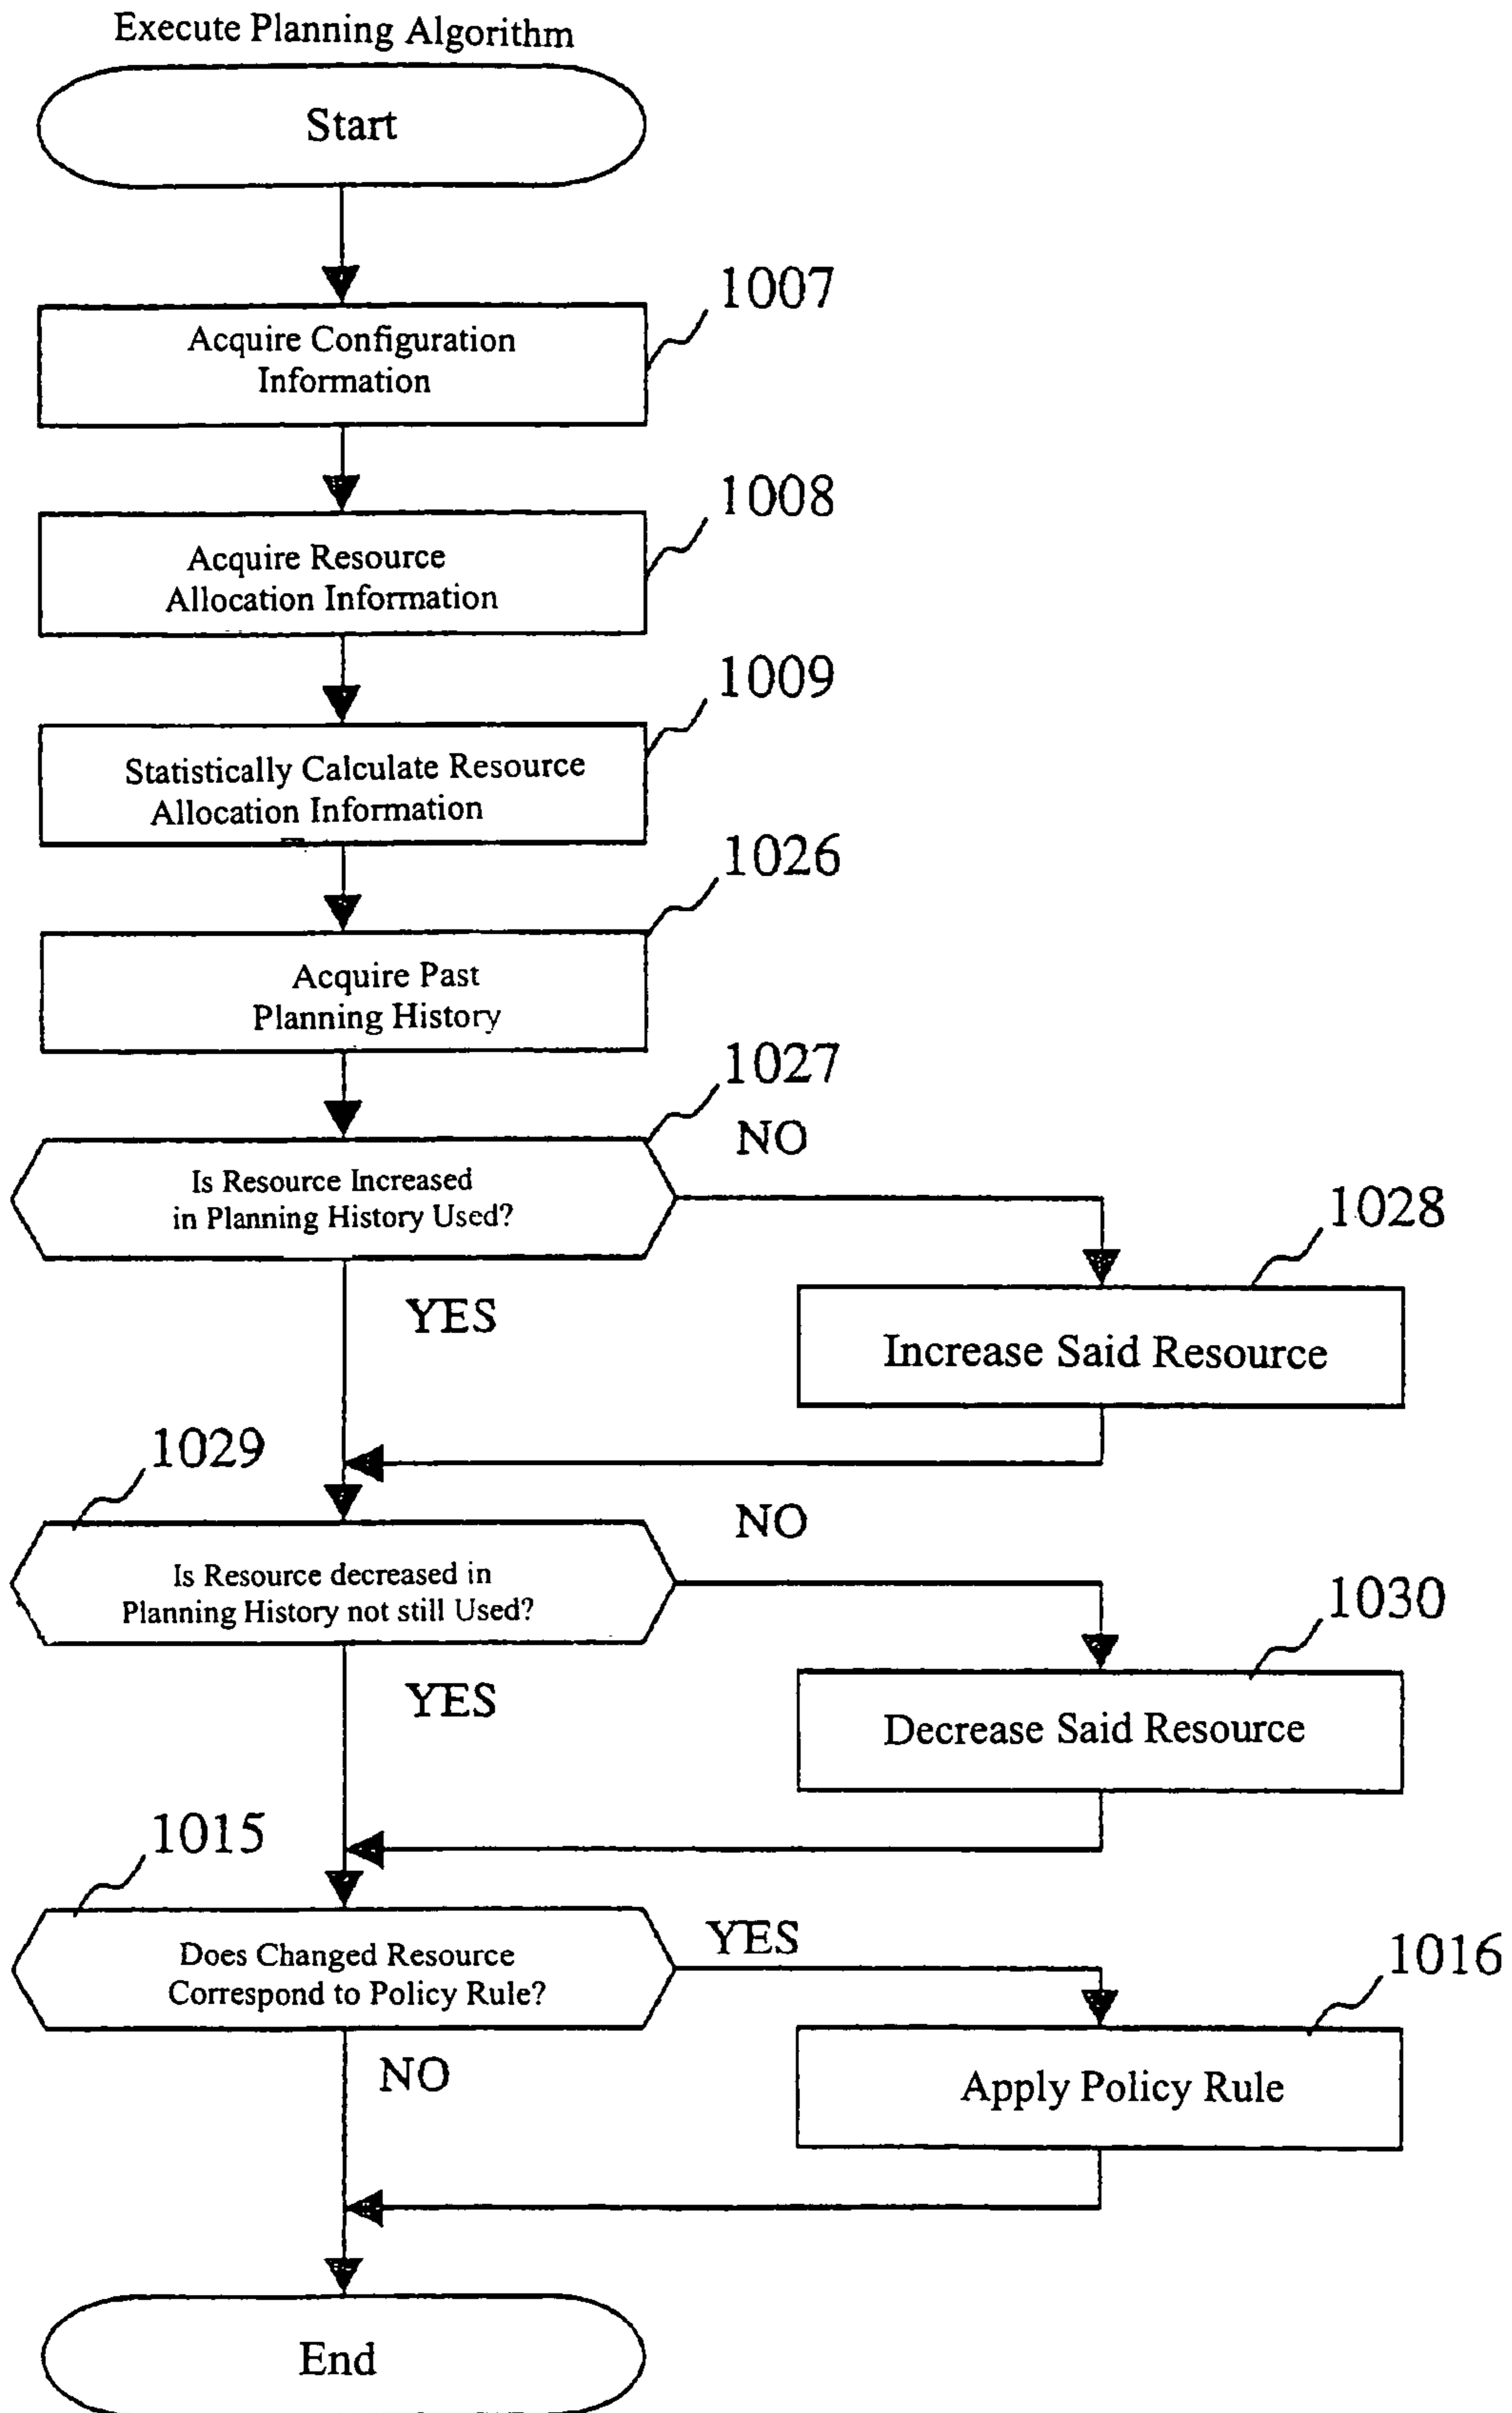 Execute Planning Algorithm
Start
1007
Acquire Configuration
Information
1008
Acquire Resource
Allocation Information
1009
Statistically Calculate Resource
Allocation Information
1026
Acquire Past
Planning History
1027
NO
Is Resource Increased
in Planning History Used?
1028
YES
Increase Said Resource
1029
NO
Is Resource decreased in
Planning History not still Used?
1030
YES
Decrease Said Resource
1015
YES
Does Changed Resource
Correspond to Policy Rule?
1016
NO
Apply Policy Rule
End